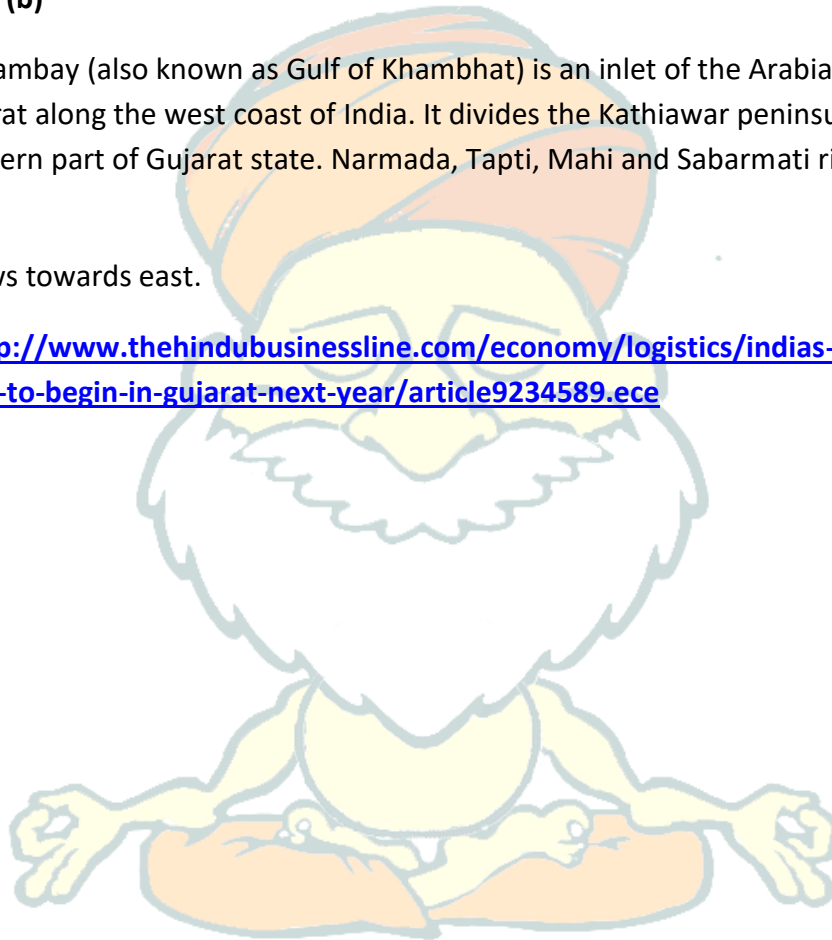 (b)
ambay (also known as Gulf of Khambhat) is an inlet of the Arabia
rat along the west coast of India. It divides the Kathiawar peninsu
ern part of Gujarat state. Narmada, Tapti, Mahi and Sabarmati ri
ws towards east.
p://www.thehindubusinessline.com/economy/logistics/indias-
-to-begin-in-gujarat-next-year/article9234589.ece